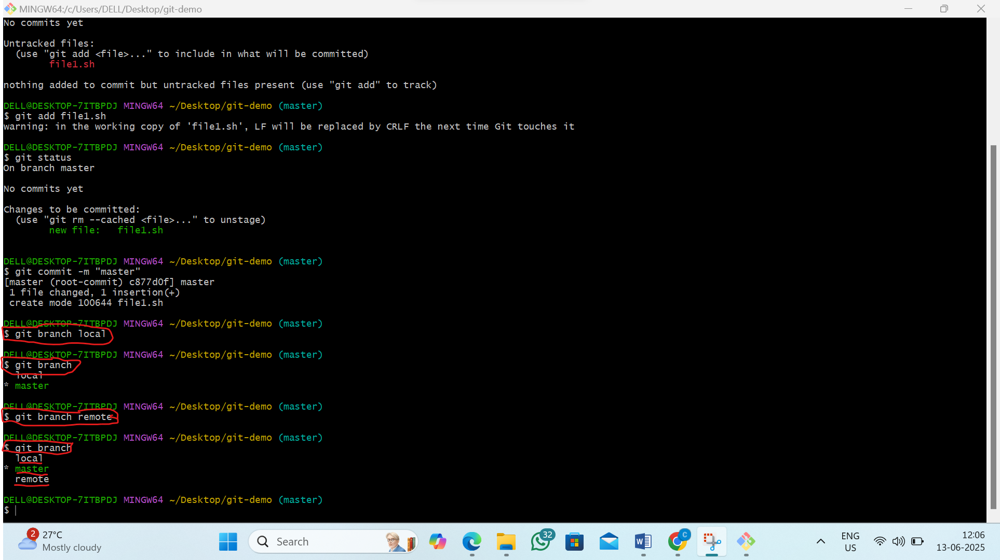 MINGW64:/c/Users/DELL/Desktop/git-demo
No commits yet
Untracked files:
(use "git add <file>..." to include in what will be committed)
file1.sh
nothing added to commit but untracked files present (use "git add" to track)
DELL@DESKTOP-7ITBPDJ MINGW64 ~/Desktop/git-demo (master)
$ git add file1.sh
warning: in the working copy of 'file1.sh', LF will be replaced by CRLF the next time Git touches it
DELL@DESKTOP-7ITBPDJ MINGW64 ~/Desktop/git-demo (master)
$ git status
On branch master
No commits yet
Changes to be committed:
(use "git rm --cached <file>..." to unstage)
new file:   file1.sh
DELL@DESKTOP-7ITBPDJ MINGW64 ~/Desktop/git-demo (master)
$ git commit -m "master"
[master (root-commit) c877d0f] master
1 file changed, 1 insertion(+)
create mode 100644 file1.sh
DELL@DESKTOP-7ITBPDJ MINGW64 ~/Desktop/git-demo (master)
$ git branch local
DELL@DESKTOP-7ITBPDJ MINGW64 ~/Desktop/git-demo (master)
$ git branch
local
* master
DELL@DESKTOP-7ITBPDJ MINGW64 ~/Desktop/git-demo (master)
$ git branch remote
DELL@DESKTOP-7ITBPDJ MINGW64 ~/Desktop/git-demo (master)
$ git branch
local
* master
remote
DELL@DESKTOP-7ITBPDJ MINGW64 ~/Desktop/git-demo (master)
$
2
27°C
Mostly cloudy
Search
32
W
C
ENG
US
12:06
13-06-2025